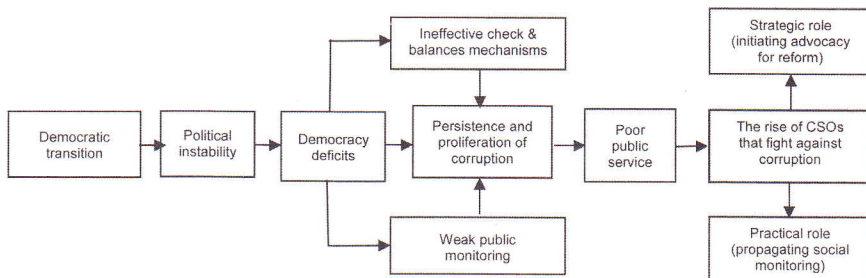 Ineffective check &
balances mechanisms
Strategic role
(initiating advocacy
for reform)
Democratic
transition
Political
instability
Democracy
deficits
Persistence and
proliferation of
corruption
Poor
public
service
The rise of CSOs
that fight against
corruption
Weak public
monitoring
Practical role
(propagating social
monitoring)